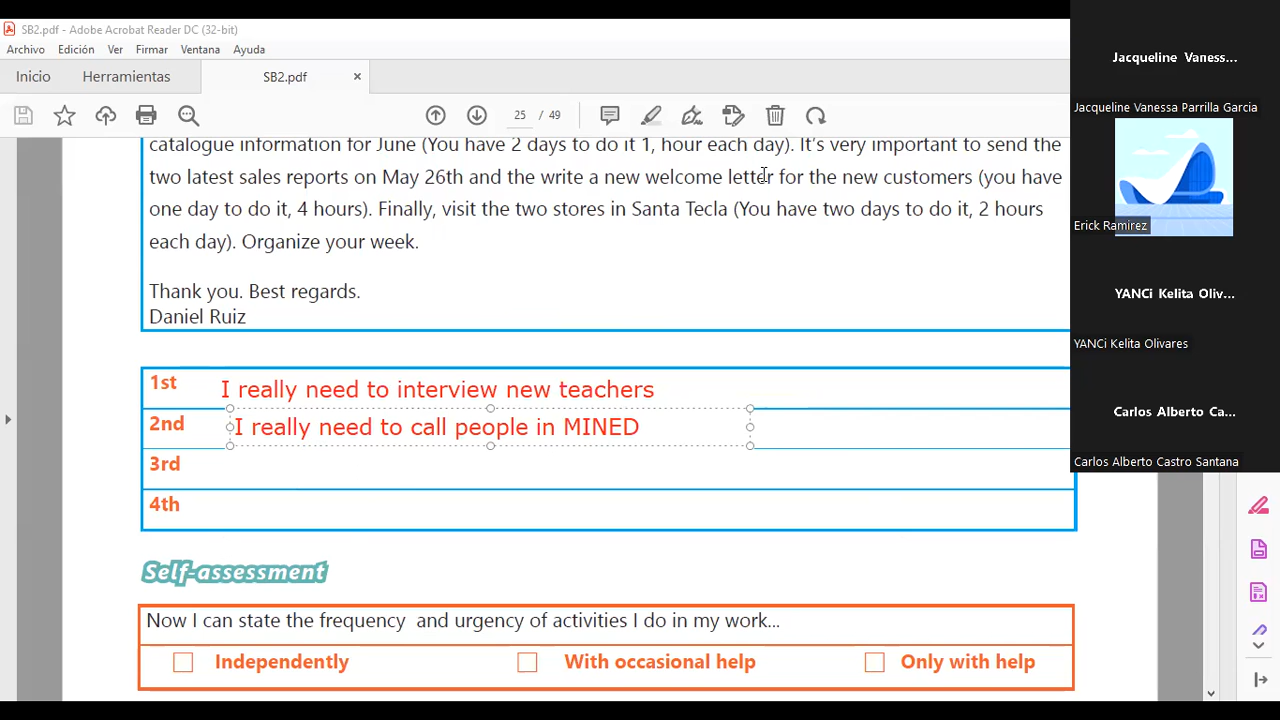 SB2.pdf - Adobe Acrobat Reader DC (32-bit)
Archivo Edición Ver Firmar Ventana Ayuda
Inicio Herramientas SB2.pdf ×
25 / 49
catalogue information for June (You have 2 days to do it 1, hour each day). It's very important to send the
two latest sales reports on May 26th and the write a new welcome letter for the new customers (you have
one day to do it, 4 hours). Finally, visit the two stores in Santa Tecla (You have two days to do it, 2 hours
each day). Organize your week.
Thank you. Best regards.
Daniel Ruiz
1st I really need to interview new teachers
2nd I really need to call people in MINED
3rd
4th
Self-assessment
Now I can state the frequency and urgency of activities I do in my work...
Independently With occasional help Only with help
Jacqueline Vaness...
Jacqueline Vanessa Parrilla Garcia
Erick Ramirez
YANCi Kelita Oliv...
YANCi Kelita Olivares
Carlos Alberto Ca...
Carlos Alberto Castro Santana